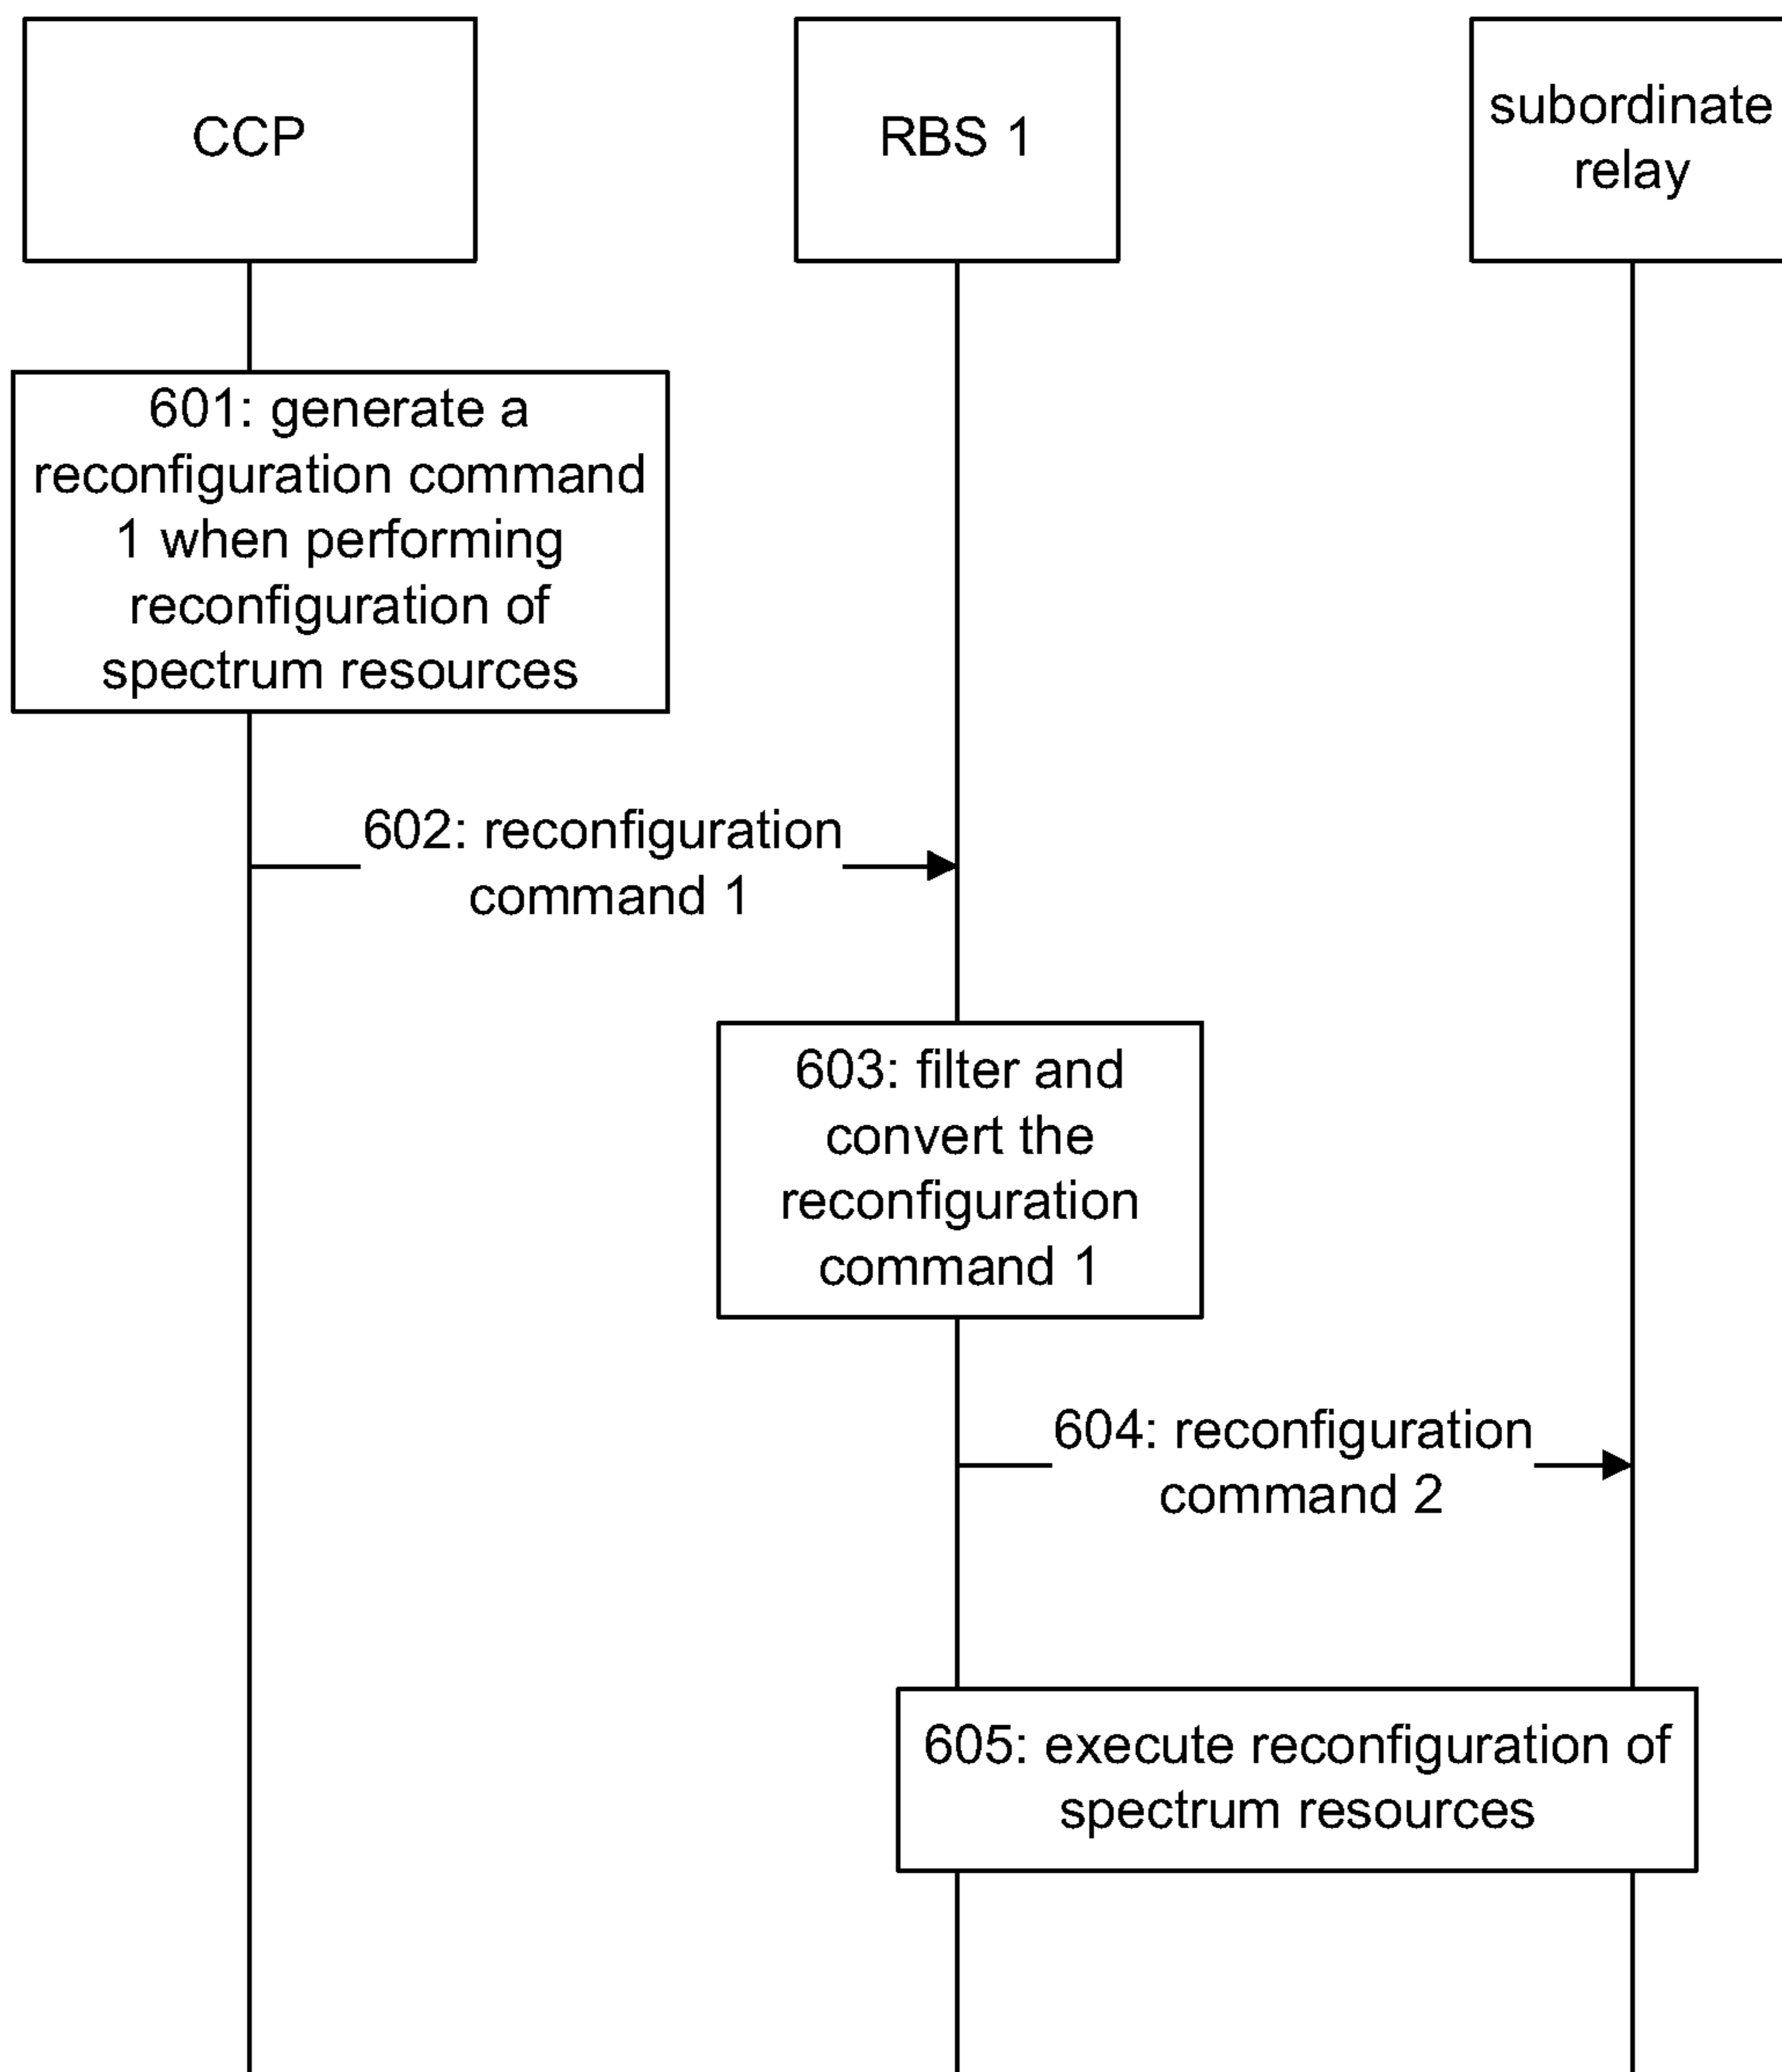 CCP
RBS 1
subordinate
relay
601: generate a
reconfiguration command
1 when performing
reconfiguration of
spectrum resources
602: reconfiguration
command 1
603: filter and
convert the
reconfiguration
command 1
604: reconfiguration
command 2
605: execute reconfiguration of
spectrum resources